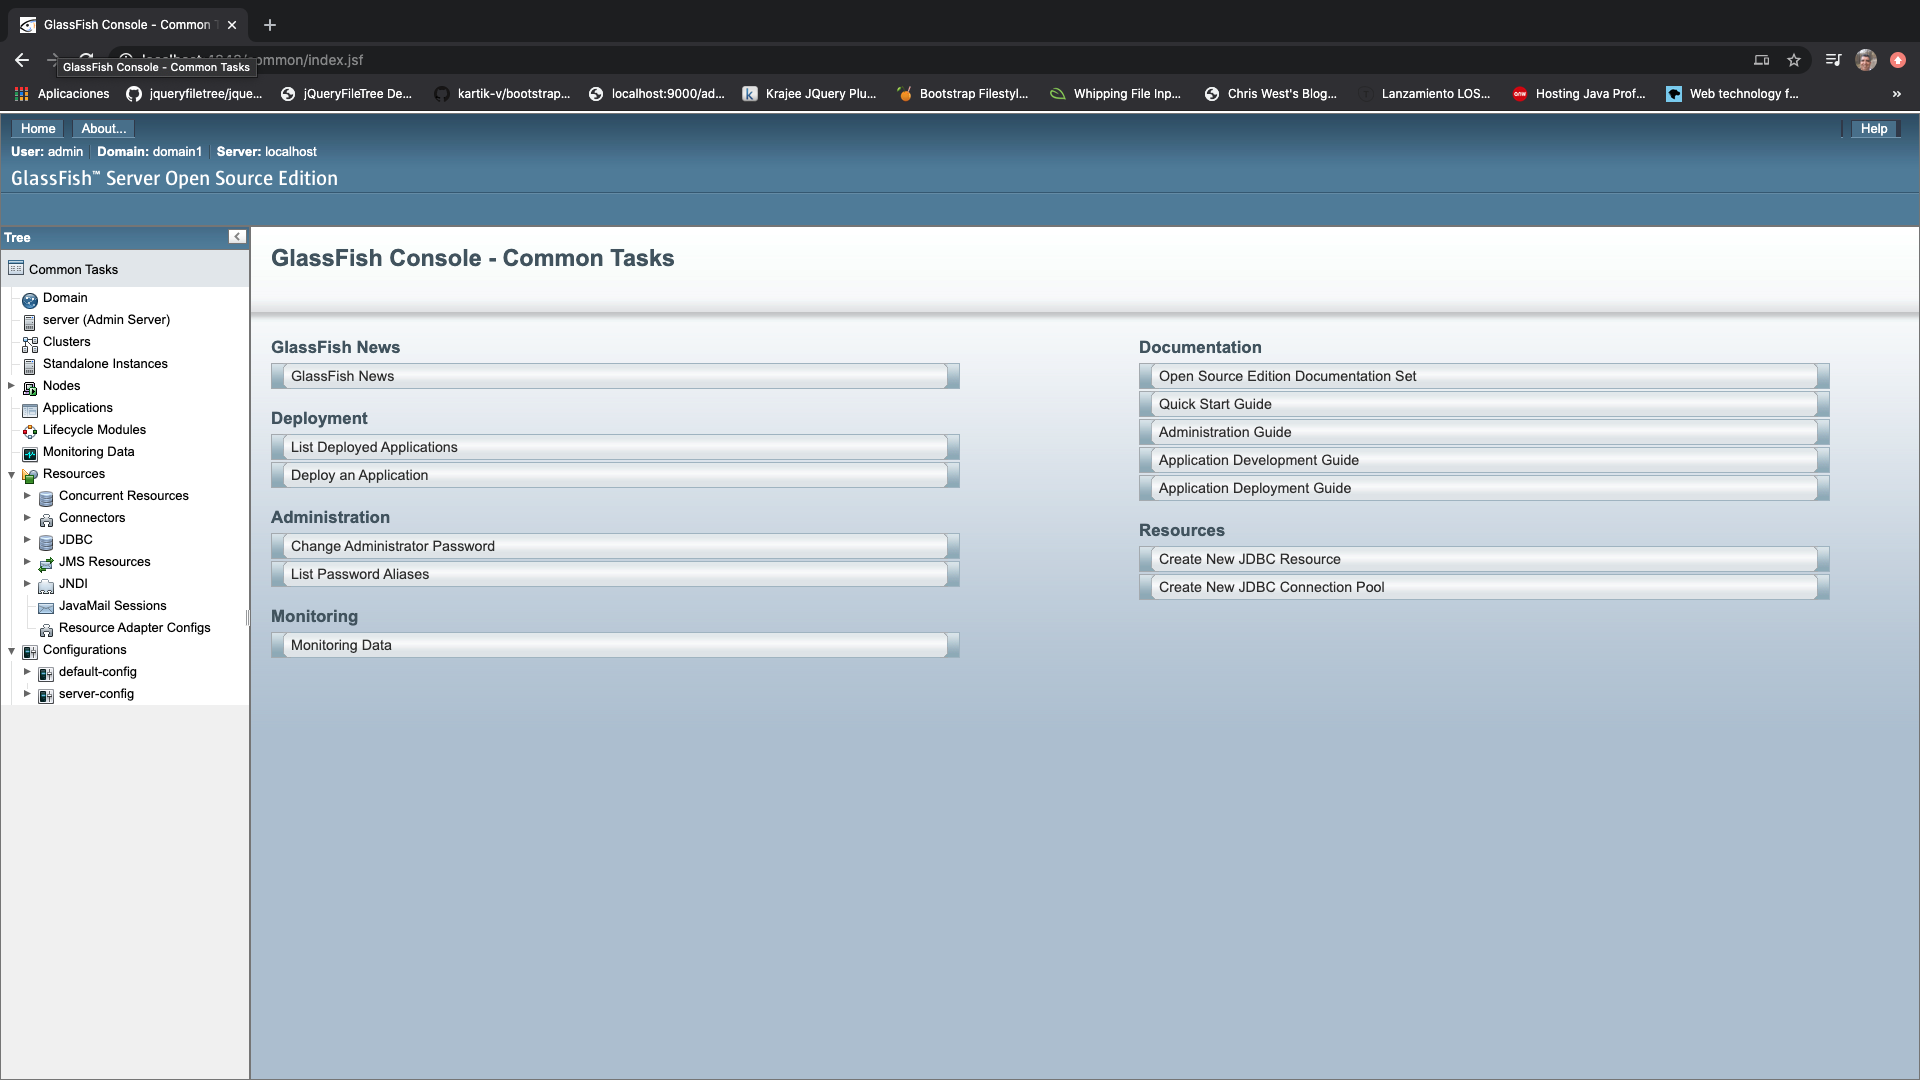 GlassFish Console - Common T
common/index.jsf
GlassFish Console - Common Tasks
Aplicaciones
jqueryfiletree/jque...
jQueryFileTree De...
kartik-v/bootstrap...
localhost:9000/ad...
Krajee JQuery Plu...
Bootstrap Filestyl...
Whipping File Inp...
Chris West's Blog...
Lanzamiento LOS...
Hosting Java Prof...
Web technology f...
»
Home
About...
Help
User: admin
Domain: domain1
Server: localhost
GlassFish™ Server Open Source Edition
Tree
Common Tasks
Domain
server (Admin Server)
Clusters
Standalone Instances
Nodes
Applications
Lifecycle Modules
Monitoring Data
Resources
Concurrent Resources
Connectors
JDBC
JMS Resources
JNDI
JavaMail Sessions
Resource Adapter Configs
Configurations
default-config
server-config
GlassFish Console - Common Tasks
GlassFish News
GlassFish News
Deployment
List Deployed Applications
Deploy an Application
Administration
Change Administrator Password
List Password Aliases
Monitoring
Monitoring Data
Documentation
Open Source Edition Documentation Set
Quick Start Guide
Administration Guide
Application Development Guide
Application Deployment Guide
Resources
Create New JDBC Resource
Create New JDBC Connection Pool